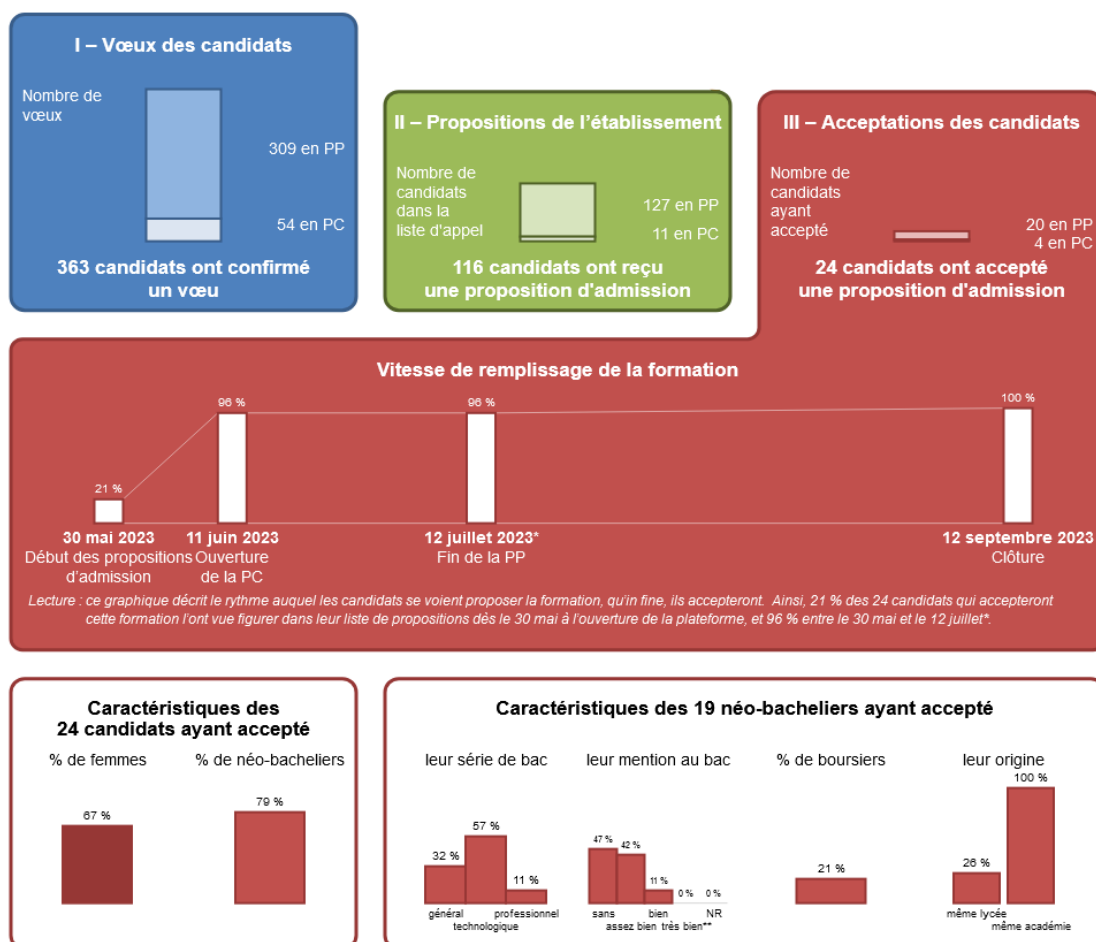 I – Vœux des candidats
Nombre de
vœux
309 en PP
54 en PC
363 candidats ont confirmé
un vœu
II – Propositions de l'établissement
Nombre de
candidats
dans la
liste d'appel
127 en PP
11 en PC
116 candidats ont reçu
une proposition d'admission
III – Acceptations des candidats
Nombre de
candidats
ayant
accepté
20 en PP
4 en PC
24 candidats ont accepté
une proposition d'admission
Vitesse de remplissage de la formation
21 %
96 %
96 %
100 %
30 mai 2023
Début des propositions
d'admission
11 juin 2023
Ouverture
de la PC
12 juillet 2023*
Fin de la PP
12 septembre 2023
Clôture
Lecture : ce graphique décrit le rythme auquel les candidats se voient proposer la formation, qu'in fine, ils accepteront. Ainsi, 21 % des 24 candidats qui accepteront
cette formation l'ont vue figurer dans leur liste de propositions dès le 30 mai à l'ouverture de la plateforme, et 96 % entre le 30 mai et le 12 juillet*.
Caractéristiques des
24 candidats ayant accepté
% de femmes
% de néo-bacheliers
67 %
79 %
Caractéristiques des 19 néo-bacheliers ayant accepté
leur série de bac
32 %
57 %
11 %
général
professionnel
technologique
leur mention au bac
47 %
42 %
11 %
0 %
0 %
sans
bien
NR
assez bien
très bien**
% de boursiers
21 %
leur origine
26 %
100 %
même lycée
même académie